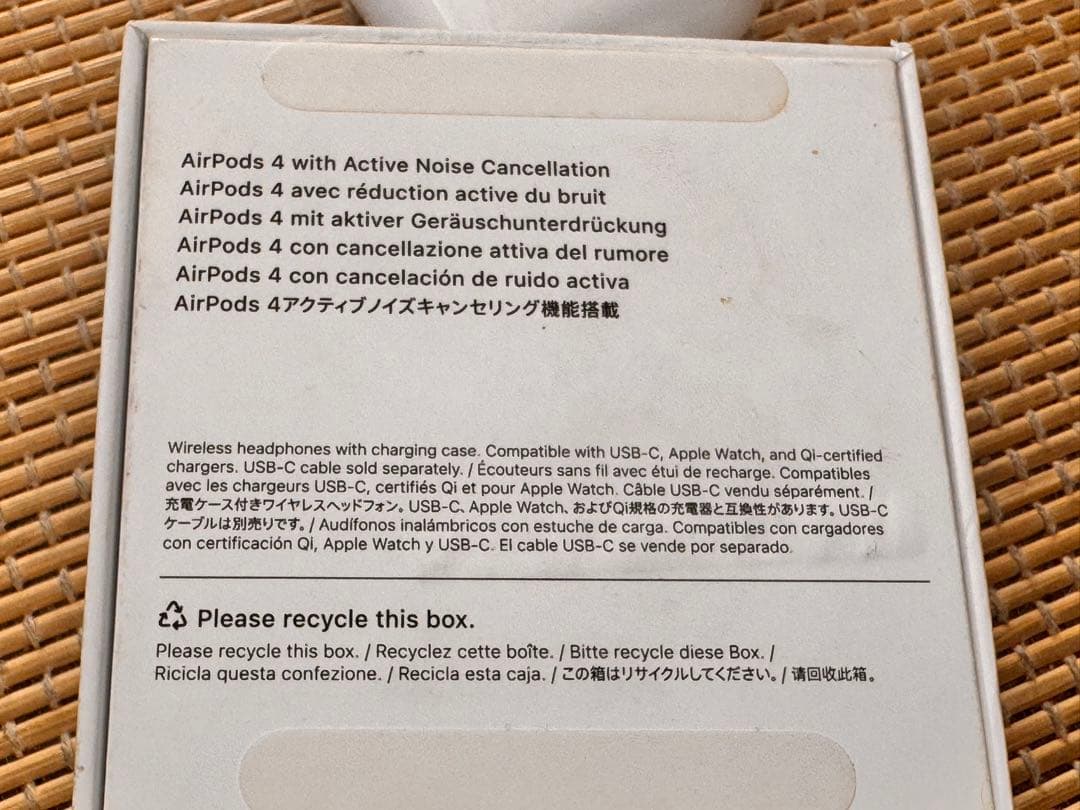 AirPods 4 with Active Noise Cancellation
AirPods 4 avec réduction active du bruit
AirPods 4 mit aktiver Geräuschunterdrückung
AirPods 4 con cancellazione attiva del rumore
AirPods 4 con cancelación de ruido activa
AirPods 4アクティブノイズキャンセリング機能搭載
Wireless headphones with charging case. Compatible with USB-C, Apple Watch, and Qi-certified
chargers. USB-C cable sold separately. / Écouteurs sans fil avec étui de recharge. Compatibles
avec les chargeurs USB-C, certifiés Qi et pour Apple Watch. Câble USB-C vendu séparément. /
充電ケース付きワイヤレスヘッドフォン。USB-C、Apple Watch、およびQi規格の充電器と互換性があります。USB-C
ケーブルは別売りです。/ Audífonos inalámbricos con estuche de carga. Compatibles con cargadores
con certificación Qi, Apple Watch y USB-C. El cable USB-C se vende por separado.
Please recycle this box.
Please recycle this box. / Recyclez cette boîte. / Bitte recycle diese Box. /
Ricicla questa confezione. / Recicla esta caja. / この箱はリサイクルしてください。/ 请回收此箱。